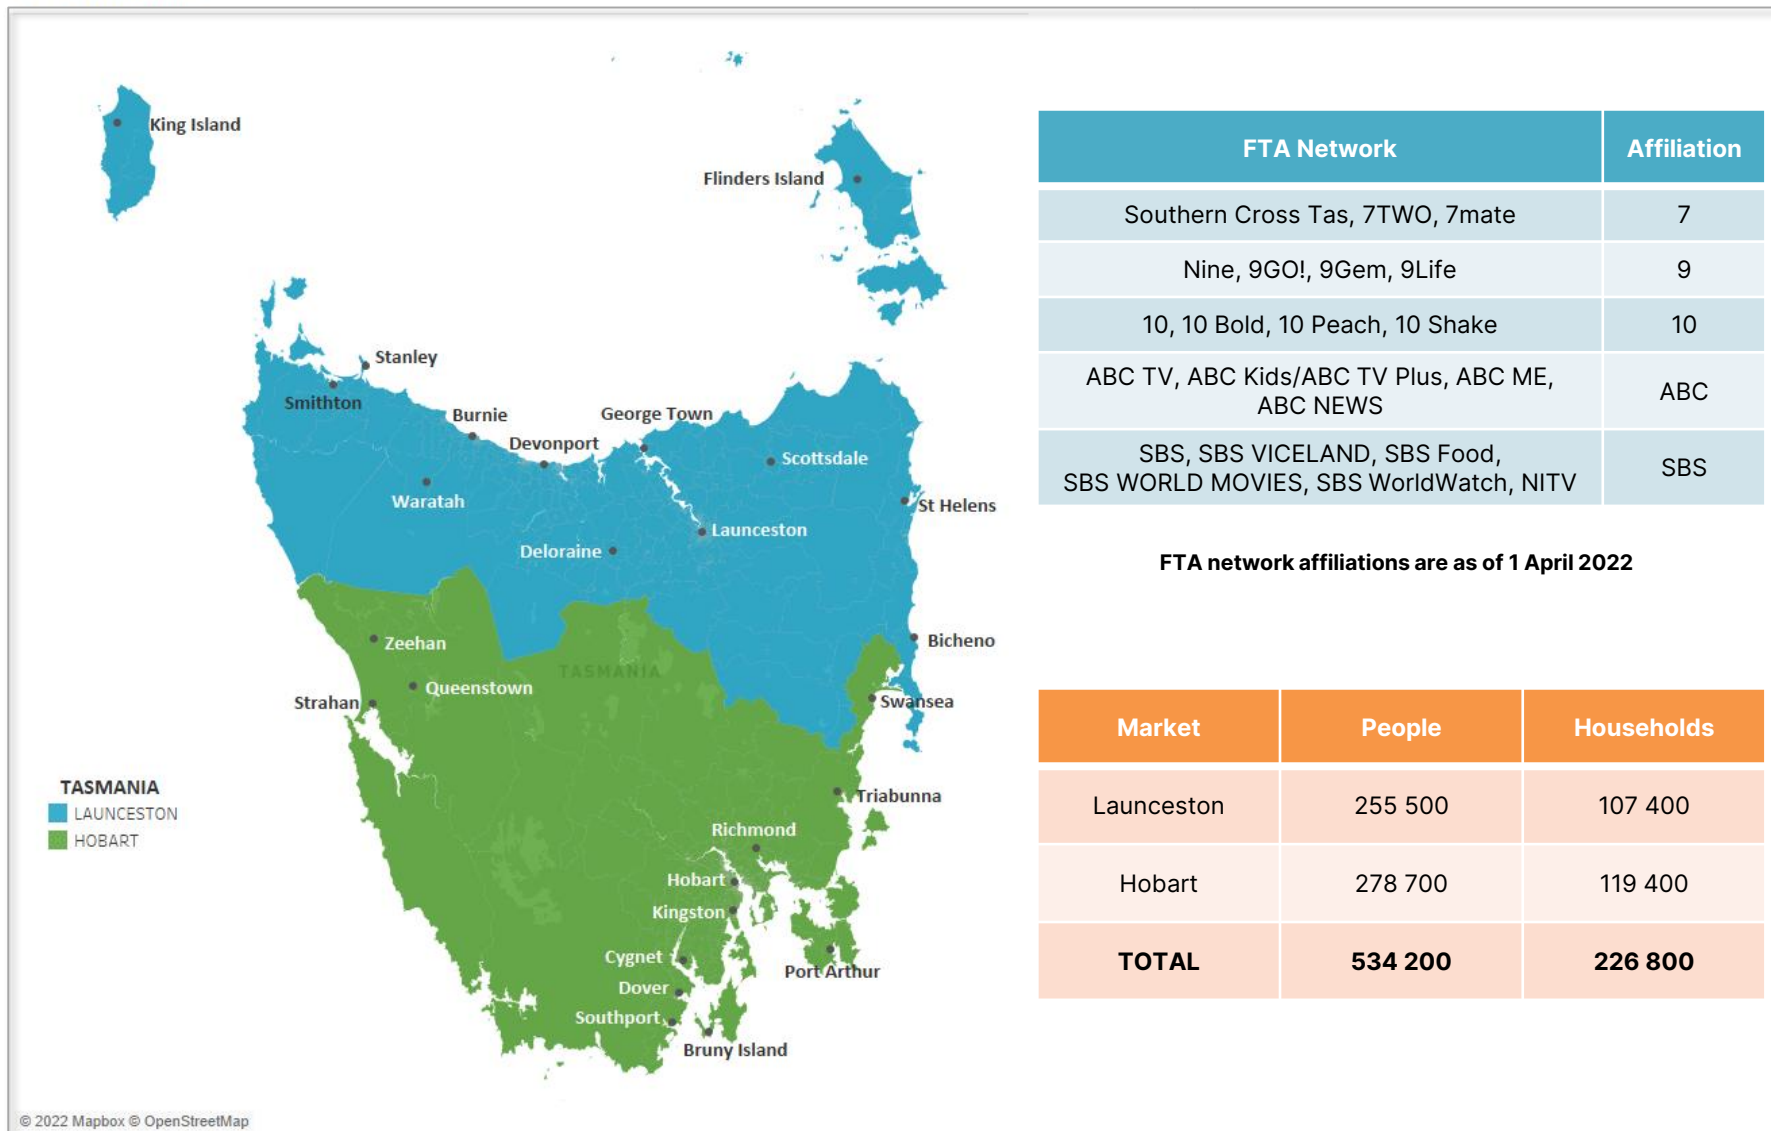 King Island
Flinders Island
Stanley
Smithton
Burnie
George Town
Devonport
Scottsdale
Waratah
St Helens
Launceston
Deloraine
Zeehan
Bicheno
TASMANIA
Queenstown
Strahan
Swansea
TASMANIA
LAUNCESTON
HOBART
Triabunna
Richmond
Hobart
Kingston
Cygnet
Port Arthur
Dover
Southport
Bruny Island
© 2022 Mapbox © OpenStreetMap
FTA Network Affiliation
Southern Cross Tas, 7TWO, 7mate 7
Nine, 9GO!, 9Gem, 9Life 9
10, 10 Bold, 10 Peach, 10 Shake 10
ABC TV, ABC Kids/ABC TV Plus, ABC ME,
ABC NEWS
ABC
SBS, SBS VICELAND, SBS Food,
SBS WORLD MOVIES, SBS WorldWatch, NITV
SBS
FTA network affiliations are as of 1 April 2022
Market People Households
Launceston 255 500 107 400
Hobart 278 700 119 400
TOTAL 534 200 226 800